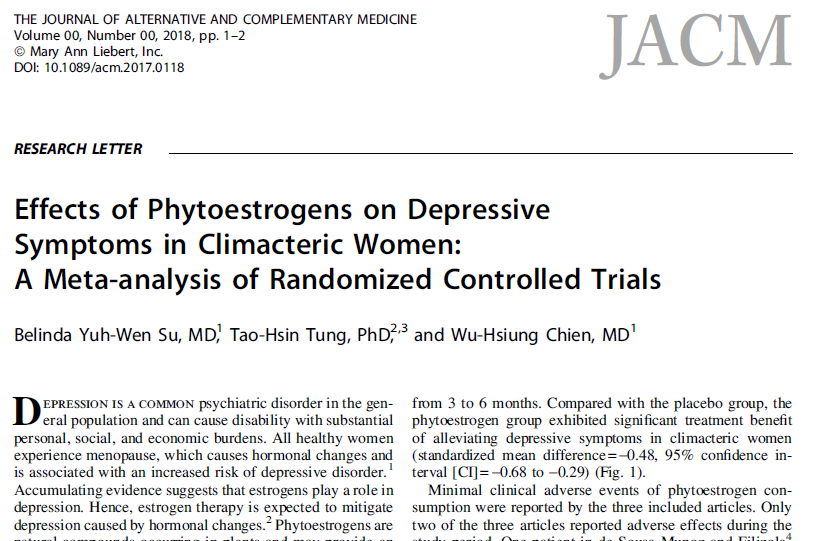 THE JOURNAL OF ALTERNATIVE AND COMPLEMENTARY MEDICINE
Volume 00, Number 00, 2018, pp. 1–2
© Mary Ann Liebert, Inc.
DOI: 10.1089/acm.2017.0118
JACM
RESEARCH LETTER
Effects of Phytoestrogens on Depressive
Symptoms in Climacteric Women:
A Meta-analysis of Randomized Controlled Trials
Belinda Yuh-Wen Su, MD,1 Tao-Hsin Tung, PhD,2,3 and Wu-Hsiung Chien, MD1
DEPRESSION IS A COMMON psychiatric disorder in the gen-
eral population and can cause disability with substantial
personal, social, and economic burdens. All healthy women
experience menopause, which causes hormonal changes and
is associated with an increased risk of depressive disorder.1
Accumulating evidence suggests that estrogens play a role in
depression. Hence, estrogen therapy is expected to mitigate
depression caused by hormonal changes.2 Phytoestrogens are
from 3 to 6 months. Compared with the placebo group, the
phytoestrogen group exhibited significant treatment benefit
of alleviating depressive symptoms in climacteric women
(standardized mean difference=−0.48, 95% confidence in-
terval [CI]=−0.68 to −0.29) (Fig. 1).
Minimal clinical adverse events of phytoestrogen con-
sumption were reported by the three included articles. Only
two of the three articles reported adverse effects during the